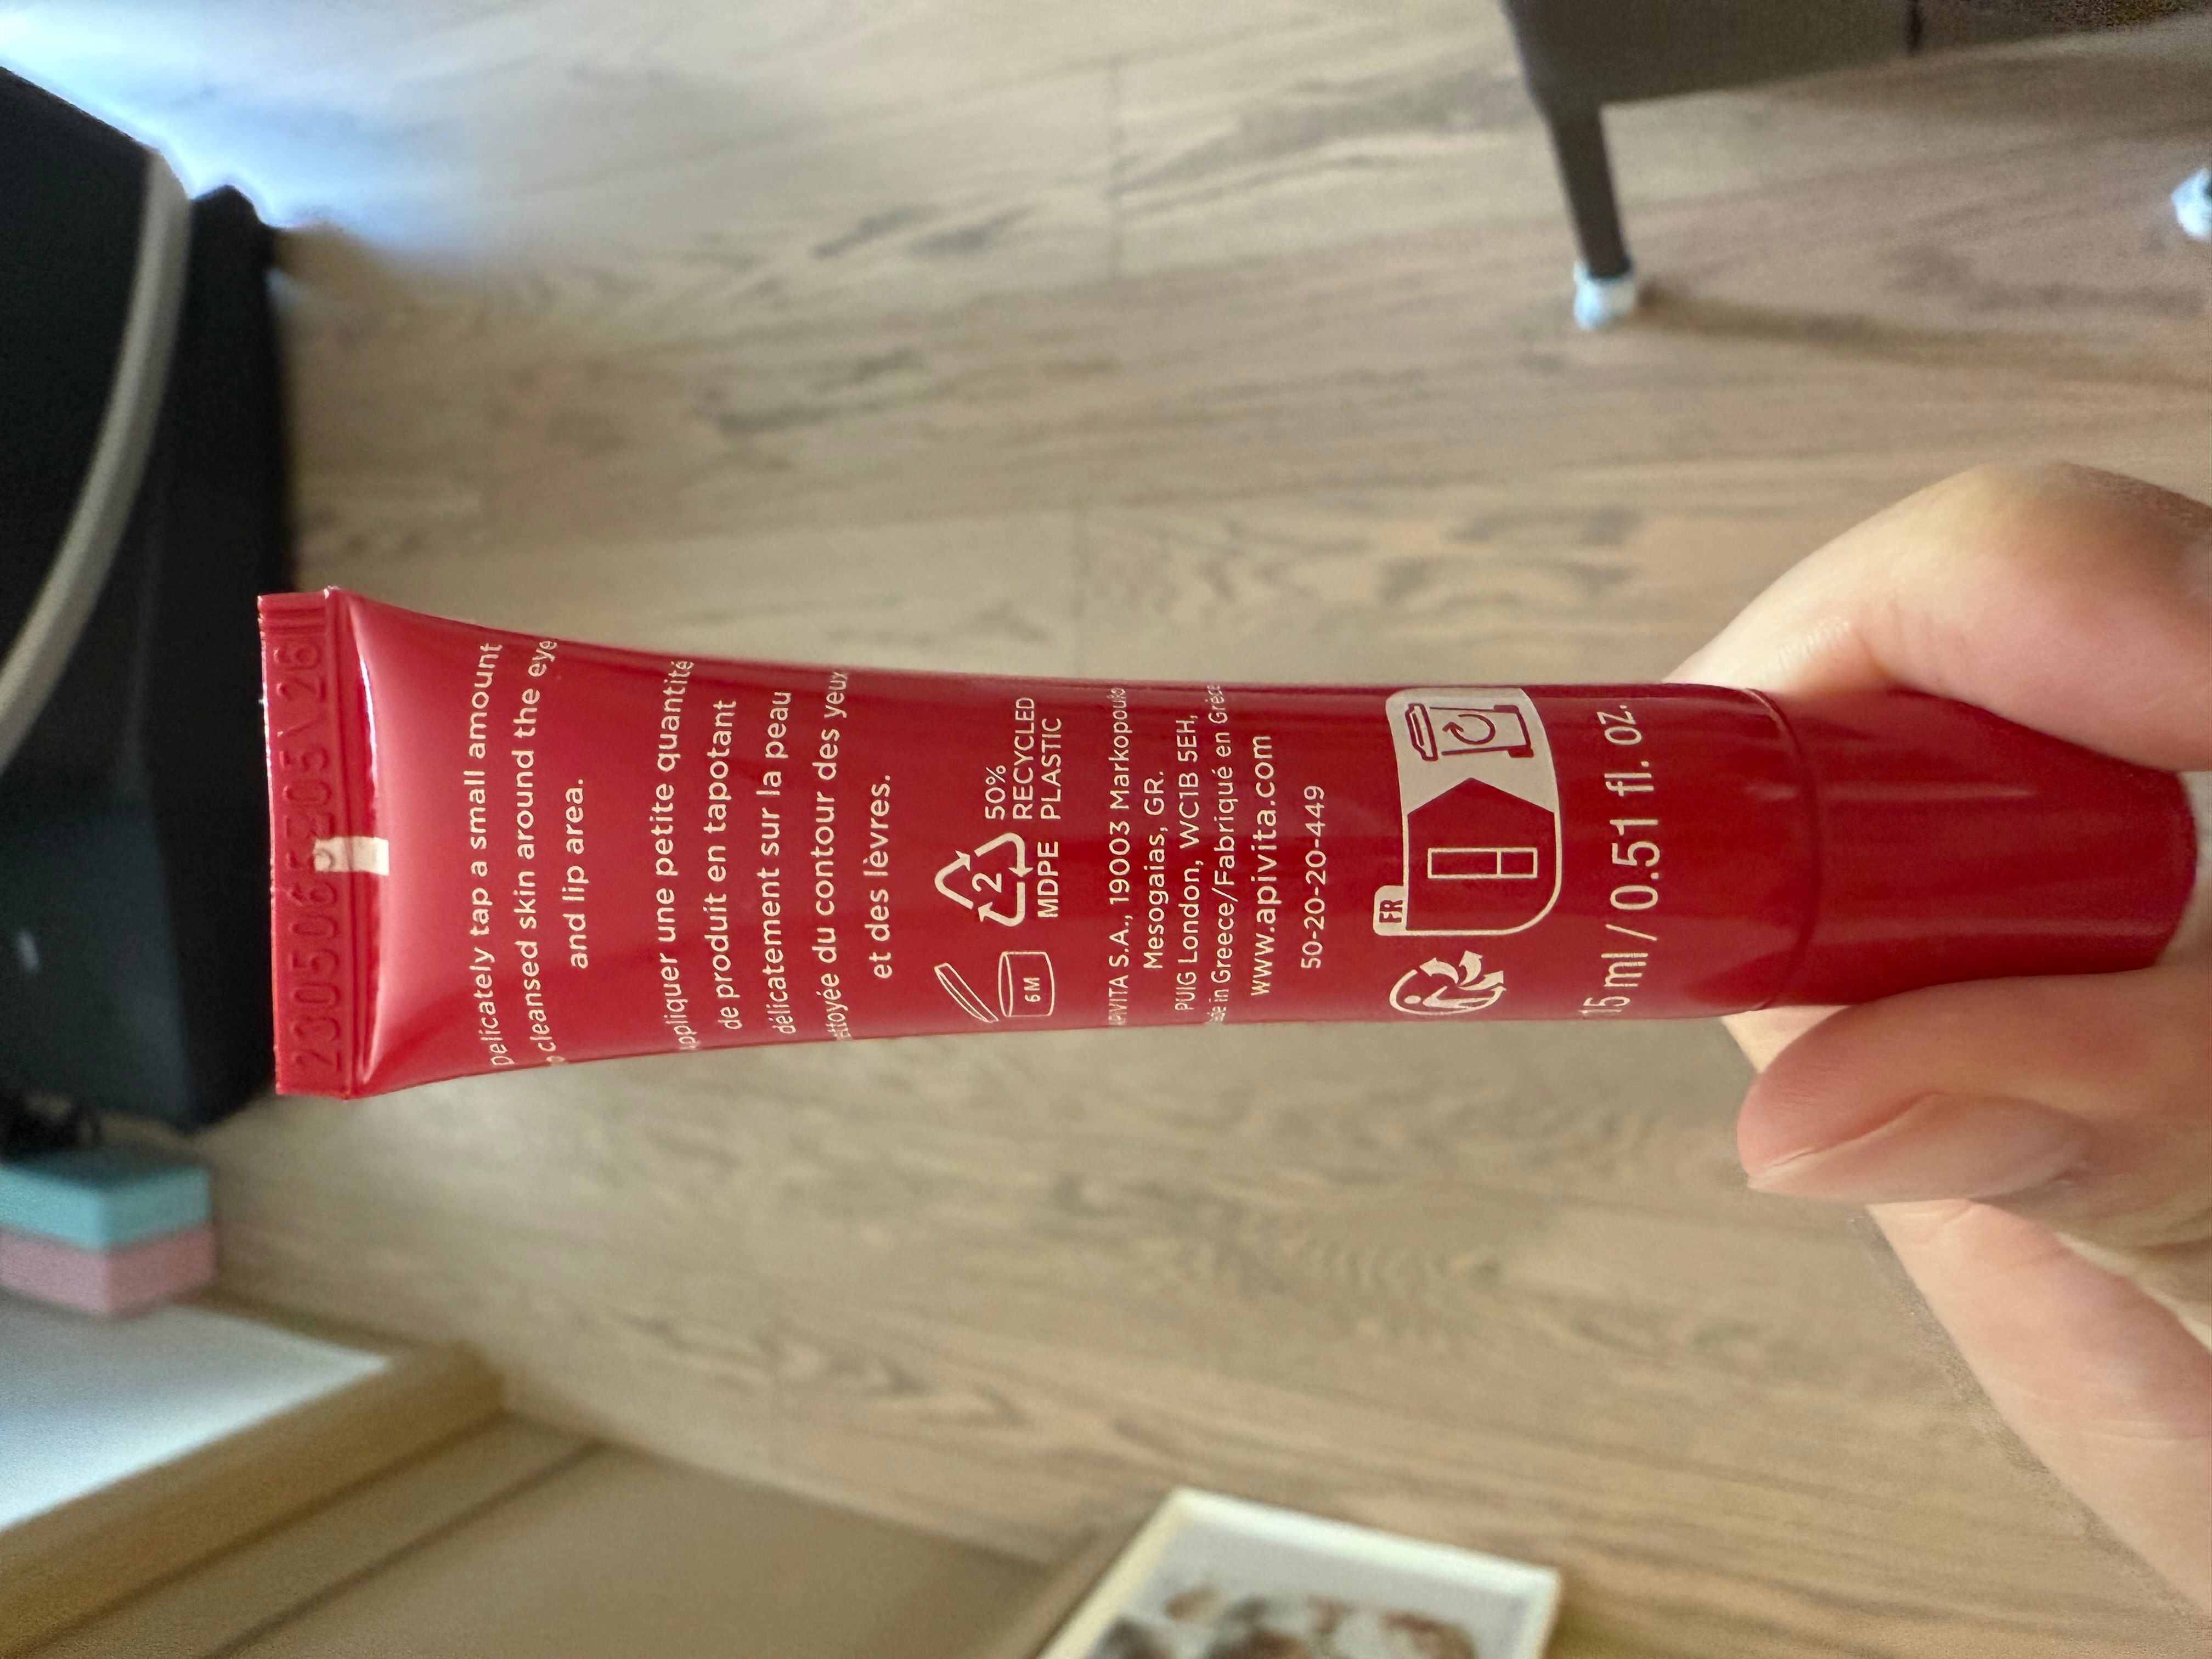 Delicately tap a small amount
cleansed skin around the eye
and lip area.
Appliquer une petite quantité
de produit en tapotant
délicatement sur la peau
nettoyée du contour des yeux
et des lèvres.
6M
2
MDPE
50%
RECYCLED
PLASTIC
APIVITA S.A., 19003 Markopoulo
Mesogaias, GR.
PUIG London, WC1B 5EH,
Made in Greece/Fabriqué en Grèce
www.apivita.com
50-20-20-449
FR
15 ml / 0.51 fl. oz.